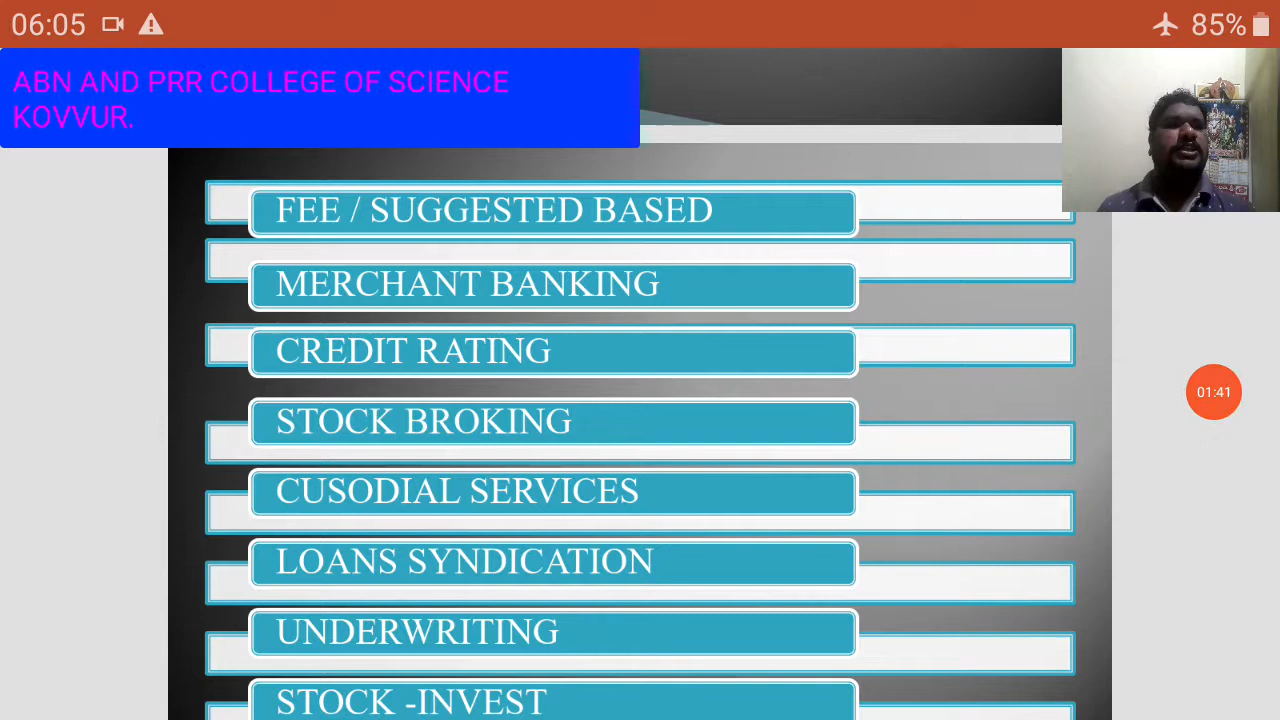 06:05
85%
ABN AND PRR COLLEGE OF SCIENCE
KOVVUR.
FEE / SUGGESTED BASED
MERCHANT BANKING
CREDIT RATING
STOCK BROKING
CUSODIAL SERVICES
LOANS SYNDICATION
UNDERWRITING
STOCK -INVEST
01:41